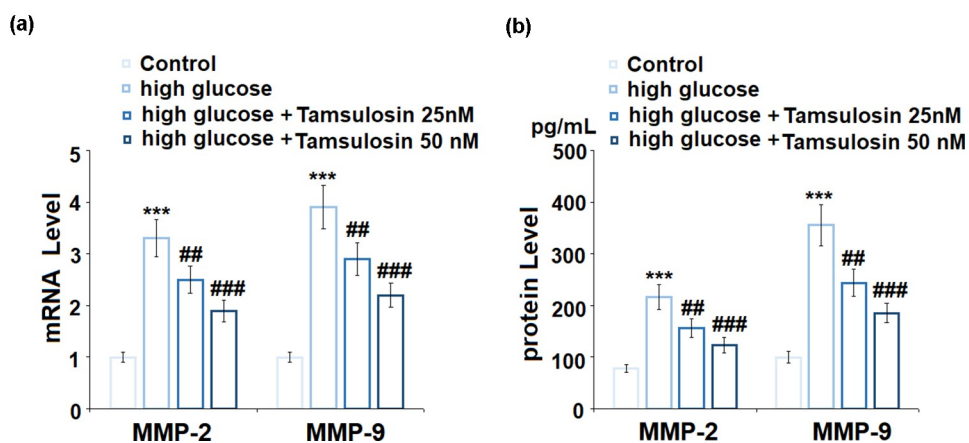 (a)
Control
high glucose
high glucose + Tamsulosin 25nM
high glucose + Tamsulosin 50 nM
mRNA Level
5
4
3
2
1
0
***
##
###
***
##
###
MMP-2
MMP-9
(b)
Control
high glucose
high glucose + Tamsulosin 25nM
high glucose + Tamsulosin 50 nM
pg/mL
protein Level
500
400
300
200
100
0
***
##
###
***
##
###
MMP-2
MMP-9